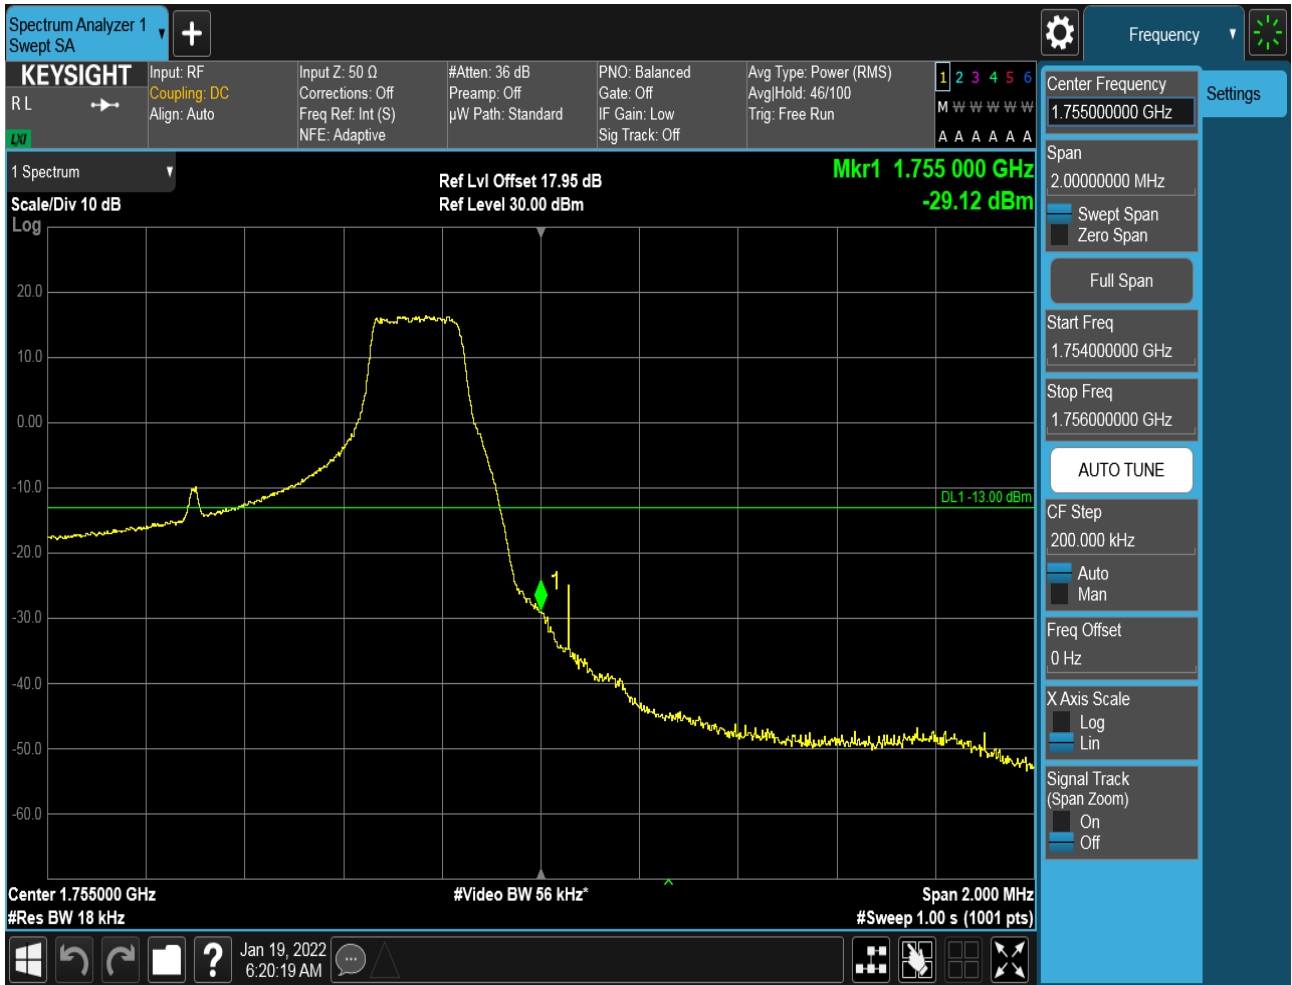 Spectrum Analyzer 1
Swept SA
Frequency
KEYSIGHT
R L
LXI
Input: RF
Coupling: DC
Align: Auto
Input Z: 50 Ω
Corrections: Off
Freq Ref: Int (S)
NFE: Adaptive
#Atten: 36 dB
Preamp: Off
µW Path: Standard
PNO: Balanced
Gate: Off
IF Gain: Low
Sig Track: Off
Avg Type: Power (RMS)
Avg|Hold: 46/100
Trig: Free Run
1 2 3 4 5 6
M W W W W W
A A A A A A
1 Spectrum
Scale/Div 10 dB
Log
Ref Lvl Offset 17.95 dB
Ref Level 30.00 dBm
Mkr1 1.755 000 GHz
-29.12 dBm
20.0
10.0
0.00
-10.0
-20.0
-30.0
-40.0
-50.0
-60.0
DL1 -13.00 dBm
1
Center 1.755000 GHz
#Res BW 18 kHz
#Video BW 56 kHz*
Span 2.000 MHz
#Sweep 1.00 s (1001 pts)
Center Frequency
1.755000000 GHz
Settings
Span
2.00000000 MHz
Swept Span
Zero Span
Full Span
Start Freq
1.754000000 GHz
Stop Freq
1.756000000 GHz
AUTO TUNE
CF Step
200.000 kHz
Auto
Man
Freq Offset
0 Hz
X Axis Scale
Log
Lin
Signal Track
(Span Zoom)
On
Off
?
Jan 19, 2022
6:20:19 AM